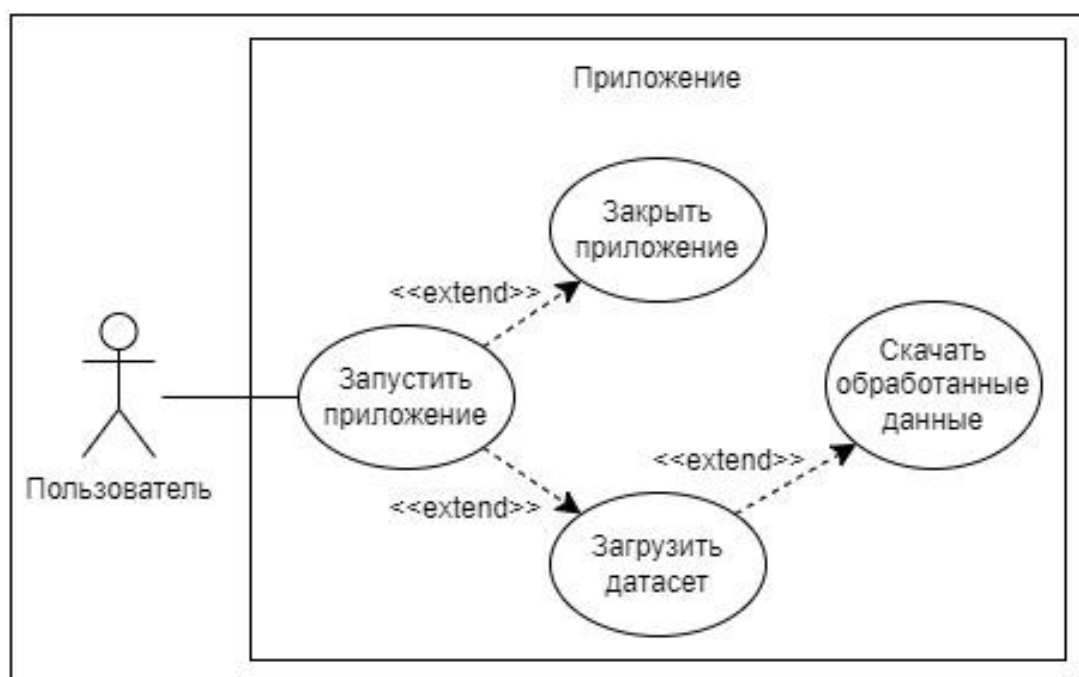 Приложение
Закрыть
приложение
<<extend>>
Запустить
приложение
Скачать
обработанные
данные
<<extend>>
<<extend>>
Пользователь
Загрузить
датасет